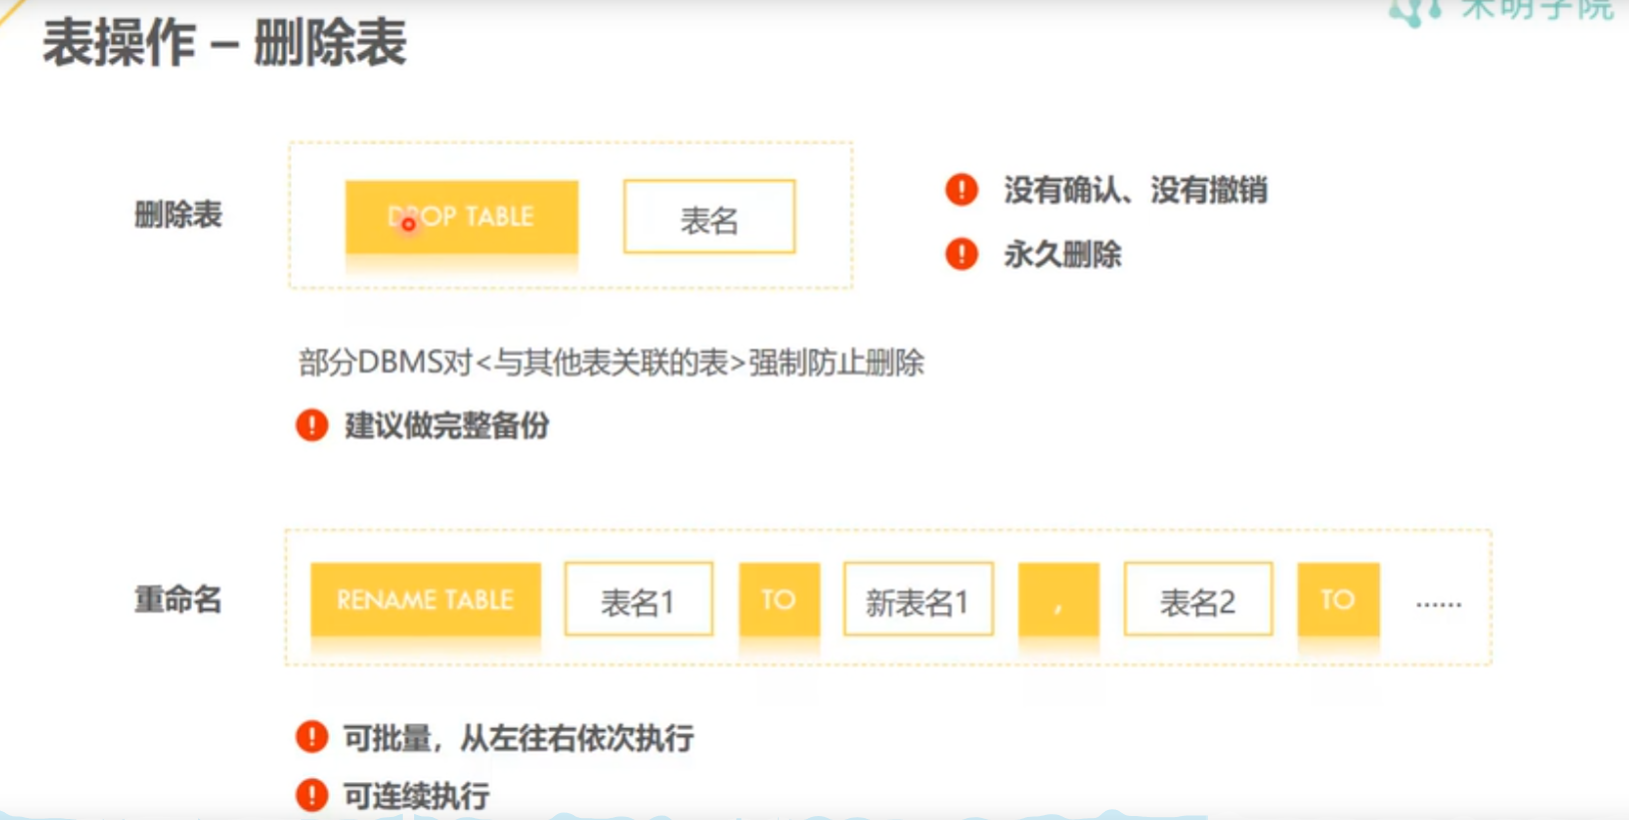 未明学院
表操作 – 删除表
删除表
DROP TABLE
表名
没有确认、没有撤销
永久删除
部分DBMS对<与其他表关联的表>强制防止删除
建议做完整备份
重命名
RENAME TABLE
表名1
TO
新表名1
,
表名2
TO
……
可批量，从左往右依次执行
可连续执行